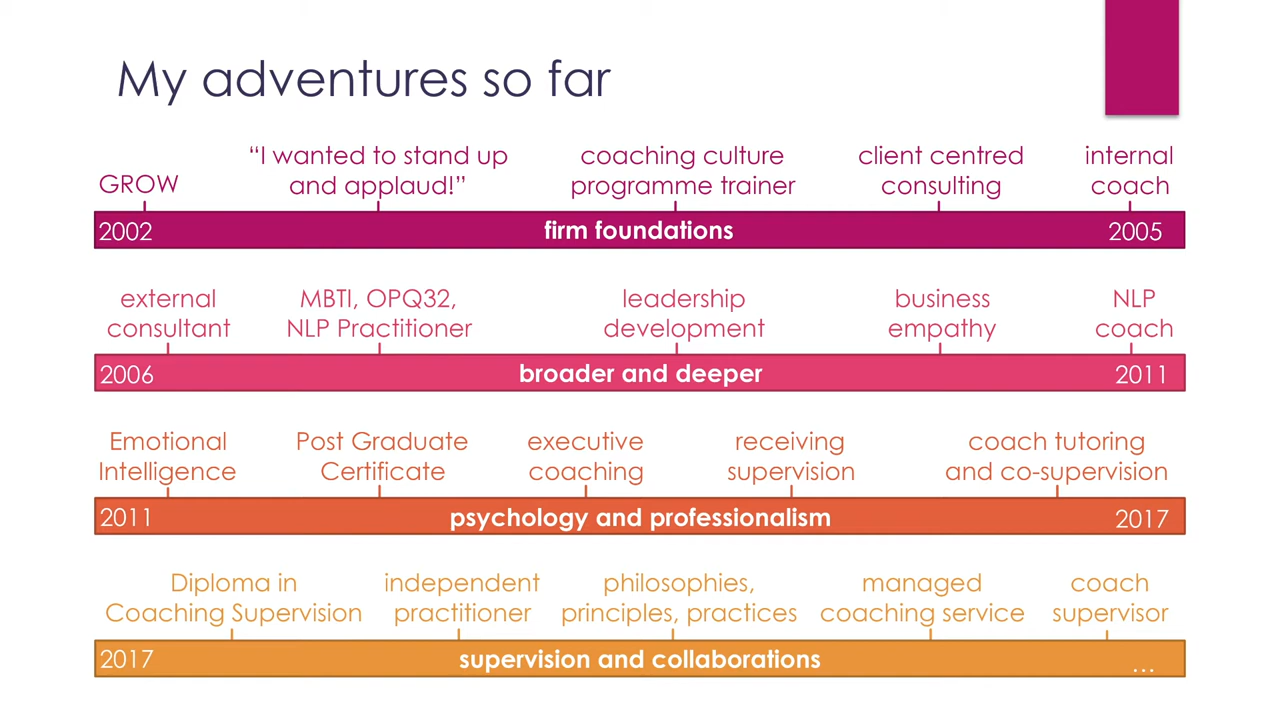 My adventures so far
GROW
“I wanted to stand up
and applaud!”
coaching culture
programme trainer
client centred
consulting
internal
coach
2002
firm foundations
2005
external
consultant
MBTI, OPQ32,
NLP Practitioner
leadership
development
business
empathy
NLP
coach
2006
broader and deeper
2011
Emotional
Intelligence
Post Graduate
Certificate
executive
coaching
receiving
supervision
coach tutoring
and co-supervision
2011
psychology and professionalism
2017
Diploma in
Coaching Supervision
independent
practitioner
philosophies,
principles, practices
managed
coaching service
coach
supervisor
2017
supervision and collaborations
...